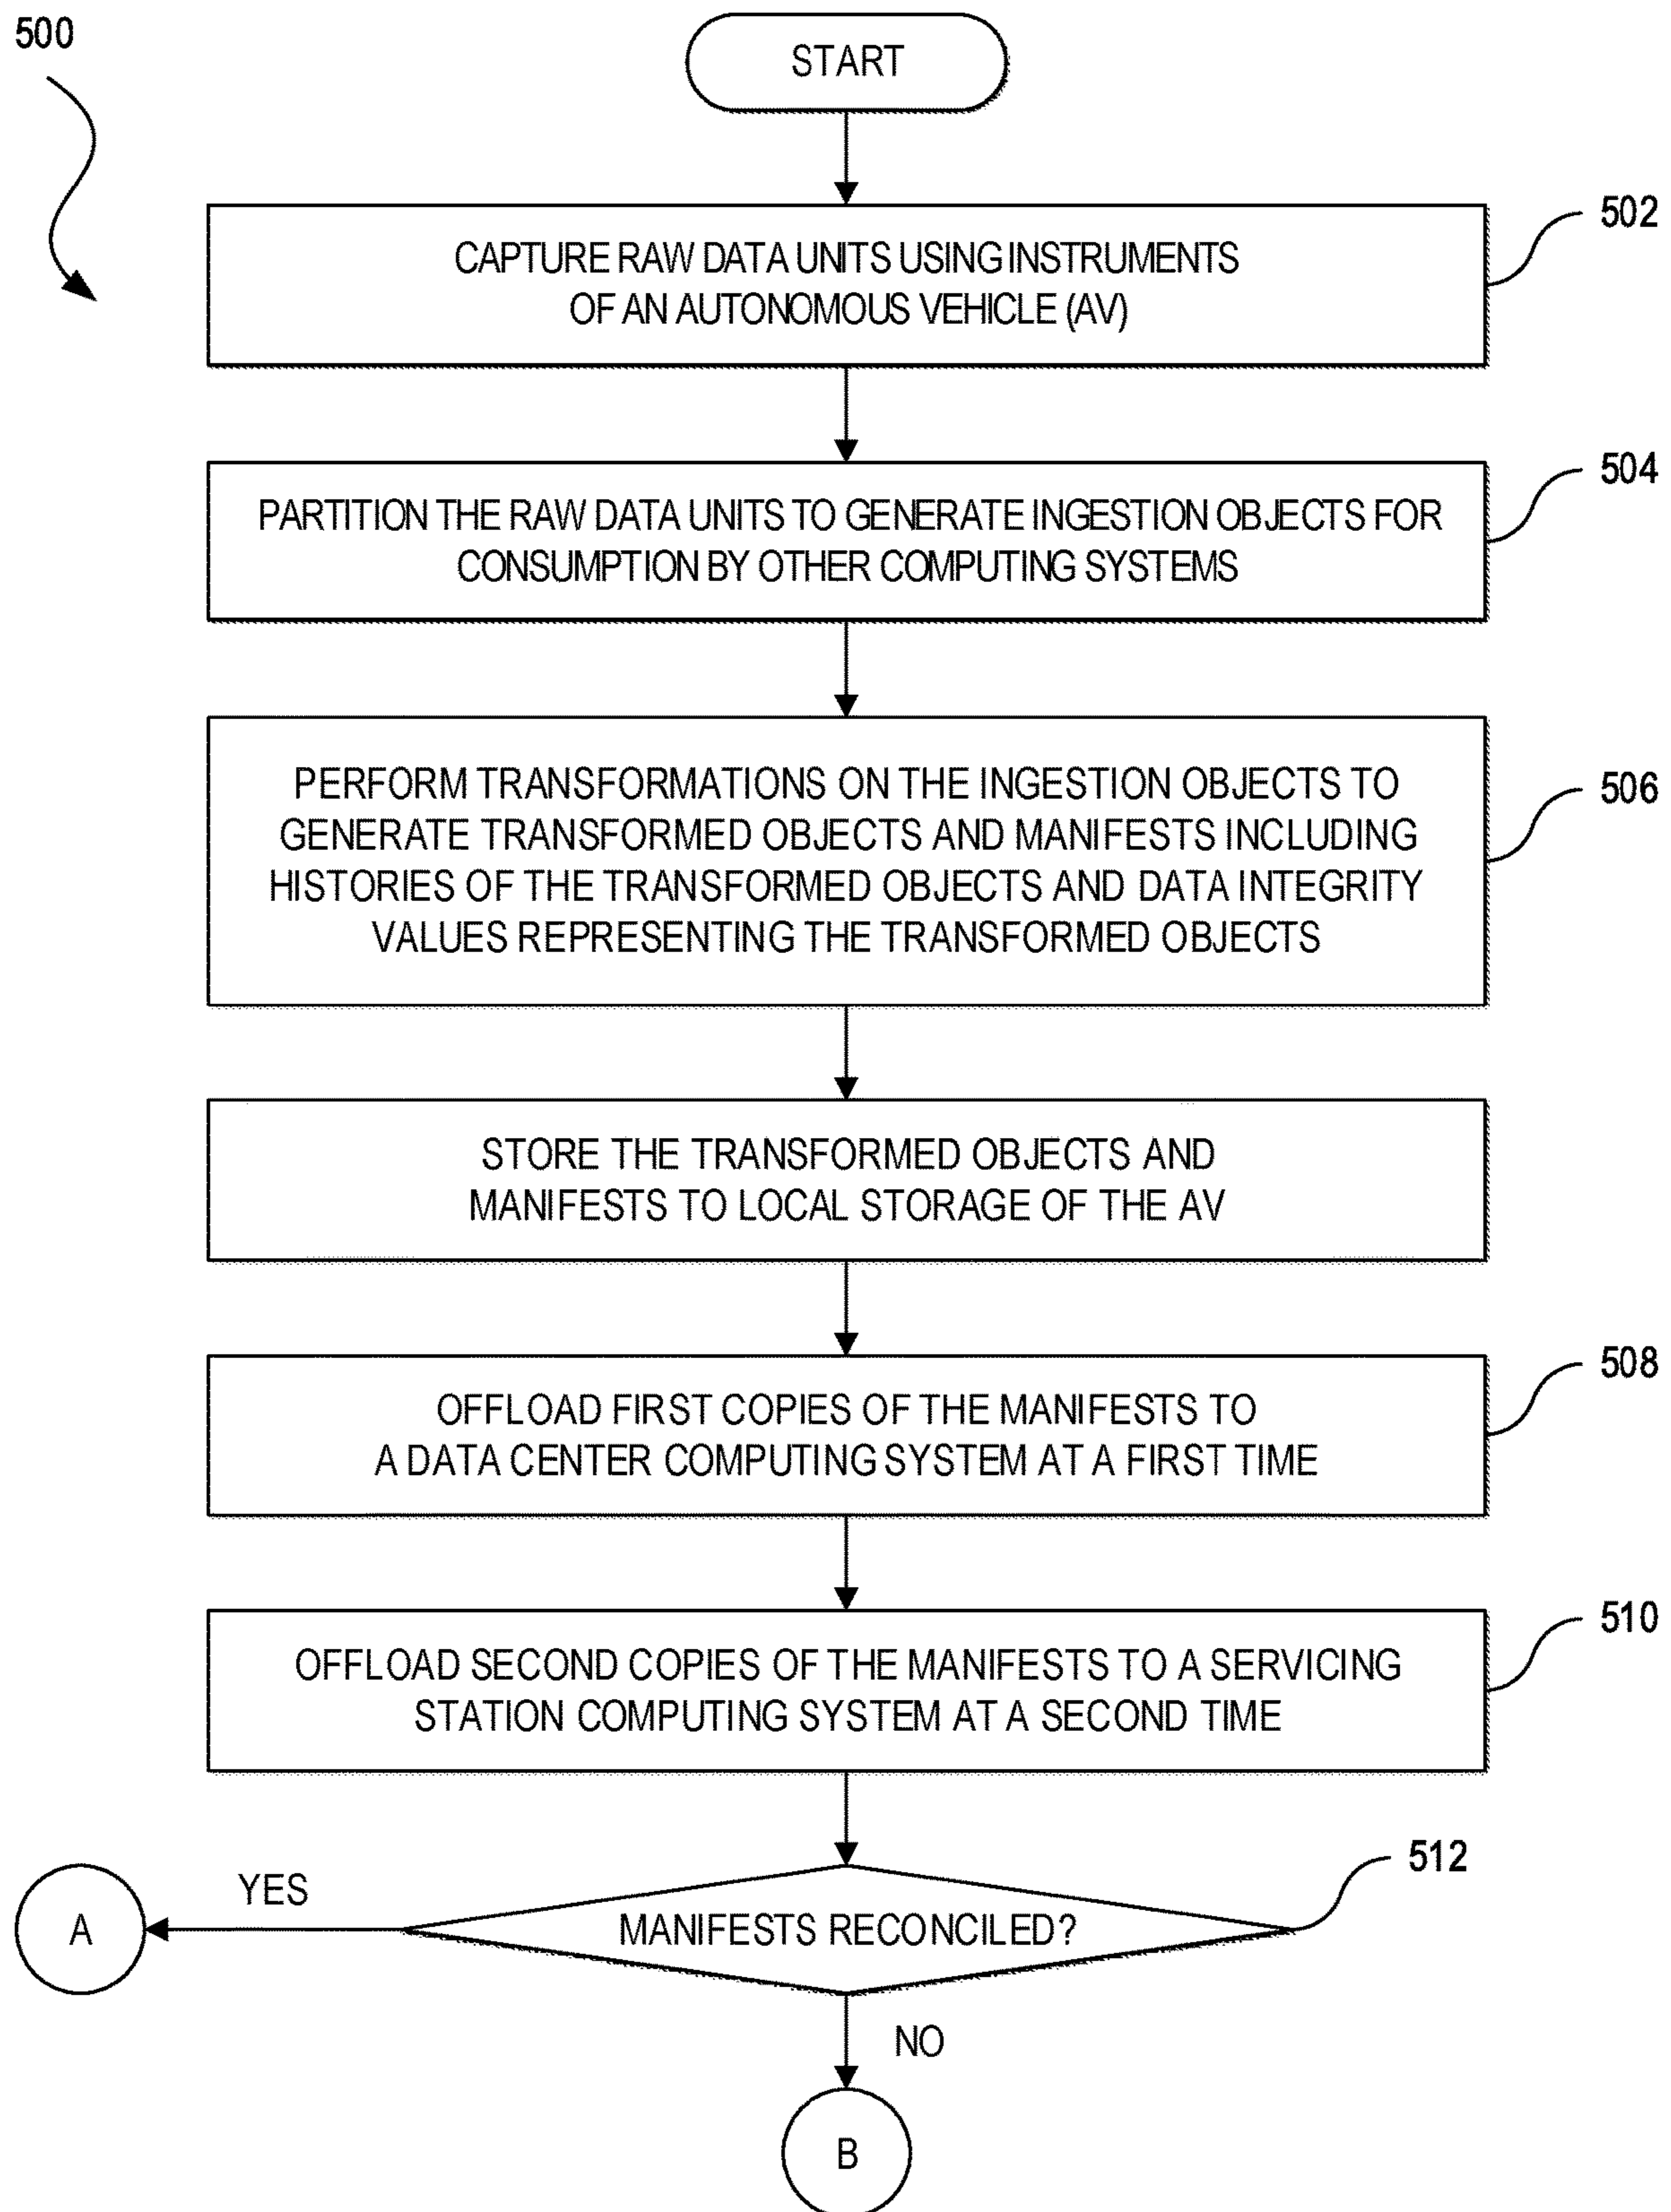 500
START
502
CAPTURE RAW DATA UNITS USING INSTRUMENTS
OF AN AUTONOMOUS VEHICLE (AV)
504
PARTITION THE RAW DATA UNITS TO GENERATE INGESTION OBJECTS FOR
CONSUMPTION BY OTHER COMPUTING SYSTEMS
506
PERFORM TRANSFORMATIONS ON THE INGESTION OBJECTS TO
GENERATE TRANSFORMED OBJECTS AND MANIFESTS INCLUDING
HISTORIES OF THE TRANSFORMED OBJECTS AND DATA INTEGRITY
VALUES REPRESENTING THE TRANSFORMED OBJECTS
STORE THE TRANSFORMED OBJECTS AND
MANIFESTS TO LOCAL STORAGE OF THE AV
508
OFFLOAD FIRST COPIES OF THE MANIFESTS TO
A DATA CENTER COMPUTING SYSTEM AT A FIRST TIME
510
OFFLOAD SECOND COPIES OF THE MANIFESTS TO A SERVICING
STATION COMPUTING SYSTEM AT A SECOND TIME
512
YES
A
MANIFESTS RECONCILED?
NO
B